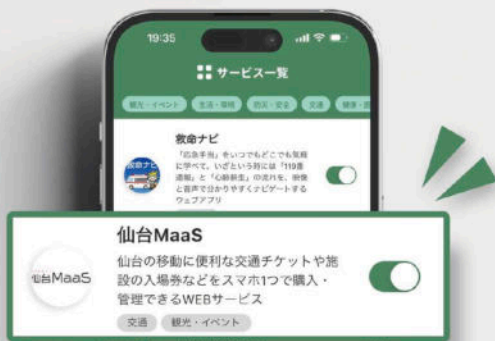 19:35
サービス一覧
観光・イベント 生活・環境 防災・安全 交通
救命ナビ
「応急手当」をいつでもどこでも気軽
に学べて、いざという時には「119番
通報」と「心肺蘇生」の流れを、映像
と音声で分かりやすくナビゲートする
ウェブアプリ
仙台MaaS
仙台MaaS
仙台の移動に便利な交通チケットや施
設の入場券などをスマホ1つで購入・
管理できるWEBサービス
交通 観光・イベント